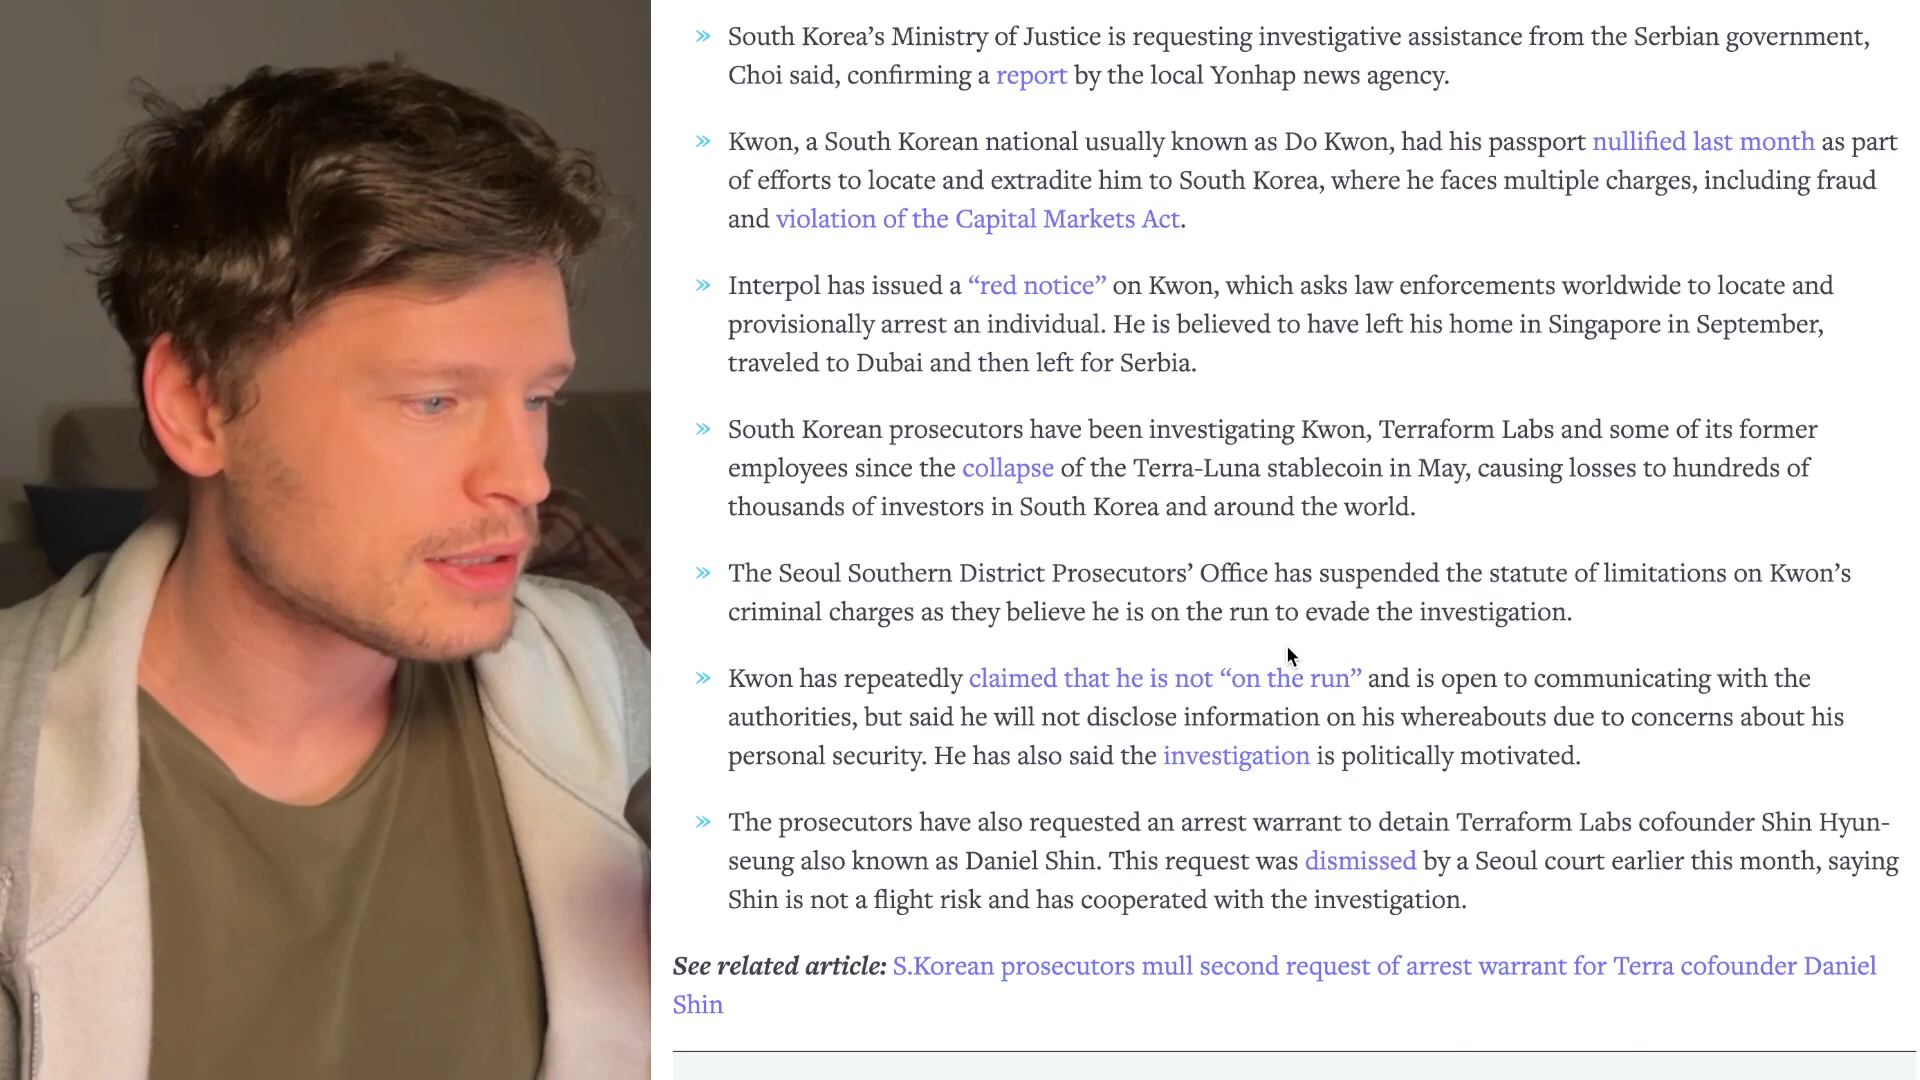 » South Korea’s Ministry of Justice is requesting investigative assistance from the Serbian government,
Choi said, confirming a report by the local Yonhap news agency.
» Kwon, a South Korean national usually known as Do Kwon, had his passport nullified last month as part
of efforts to locate and extradite him to South Korea, where he faces multiple charges, including fraud
and violation of the Capital Markets Act.
» Interpol has issued a “red notice” on Kwon, which asks law enforcements worldwide to locate and
provisionally arrest an individual. He is believed to have left his home in Singapore in September,
traveled to Dubai and then left for Serbia.
» South Korean prosecutors have been investigating Kwon, Terraform Labs and some of its former
employees since the collapse of the Terra-Luna stablecoin in May, causing losses to hundreds of
thousands of investors in South Korea and around the world.
» The Seoul Southern District Prosecutors’ Office has suspended the statute of limitations on Kwon’s
criminal charges as they believe he is on the run to evade the investigation.
» Kwon has repeatedly claimed that he is not “on the run” and is open to communicating with the
authorities, but said he will not disclose information on his whereabouts due to concerns about his
personal security. He has also said the investigation is politically motivated.
» The prosecutors have also requested an arrest warrant to detain Terraform Labs cofounder Shin Hyun-
seung also known as Daniel Shin. This request was dismissed by a Seoul court earlier this month, saying
Shin is not a flight risk and has cooperated with the investigation.
See related article: S.Korean prosecutors mull second request of arrest warrant for Terra cofounder Daniel
Shin